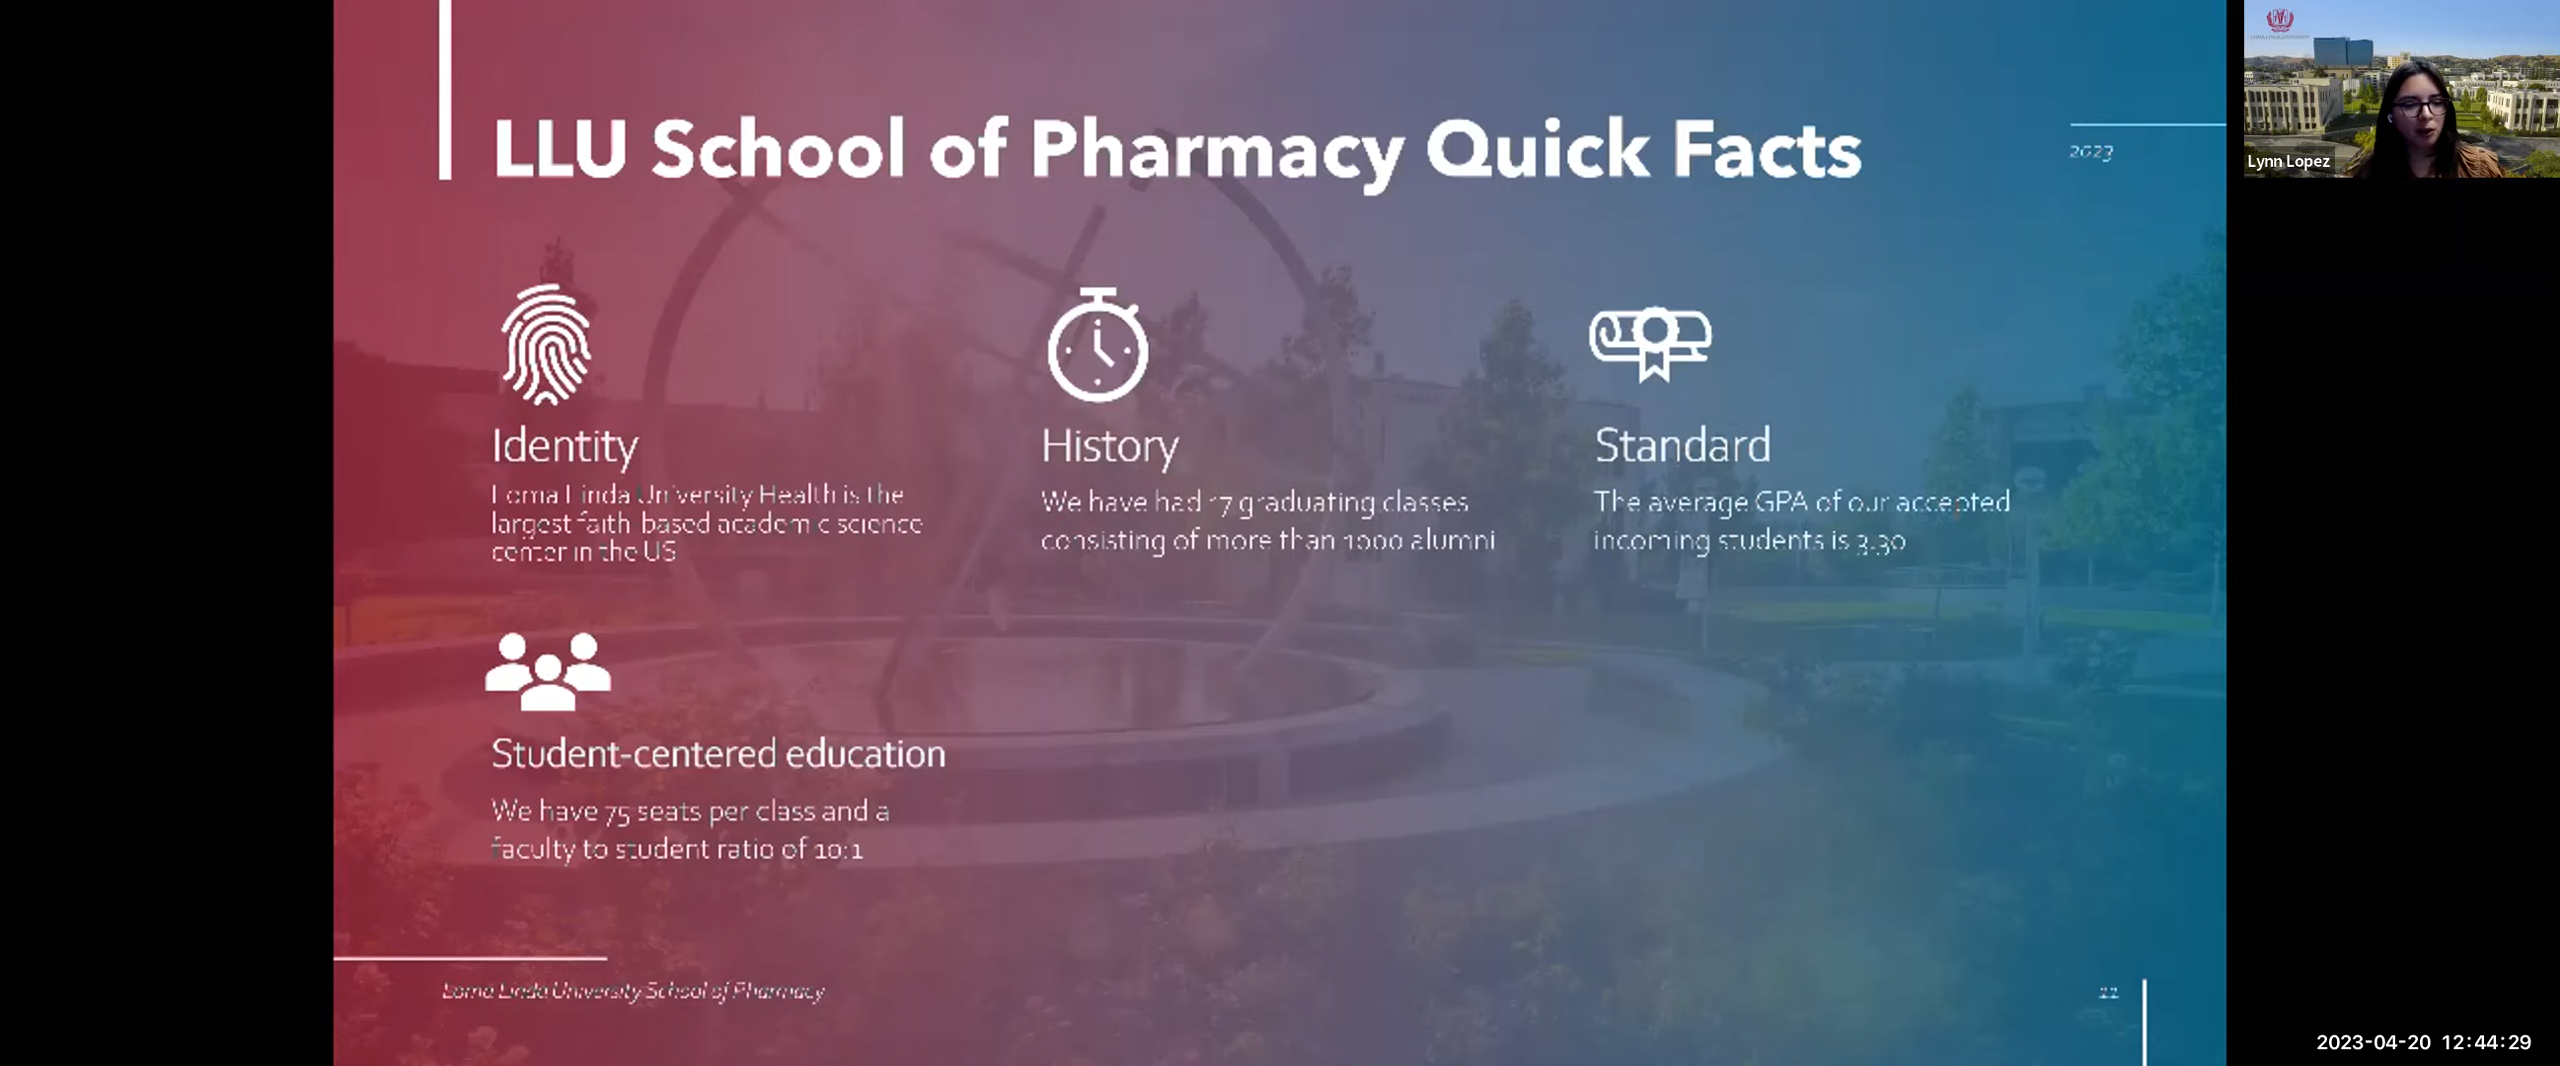 LLU School of Pharmacy Quick Facts
2023
Identity
Loma Linda University Health is the
largest faith-based academic science
center in the US
History
We have had 17 graduating classes
consisting of more than 1000 alumni
Standard
The average GPA of our accepted
incoming students is 3.30
Student-centered education
We have 75 seats per class and a
faculty to student ratio of 10:1
Loma Linda University School of Pharmacy
Lynn Lopez
2023-04-20 12:44:29